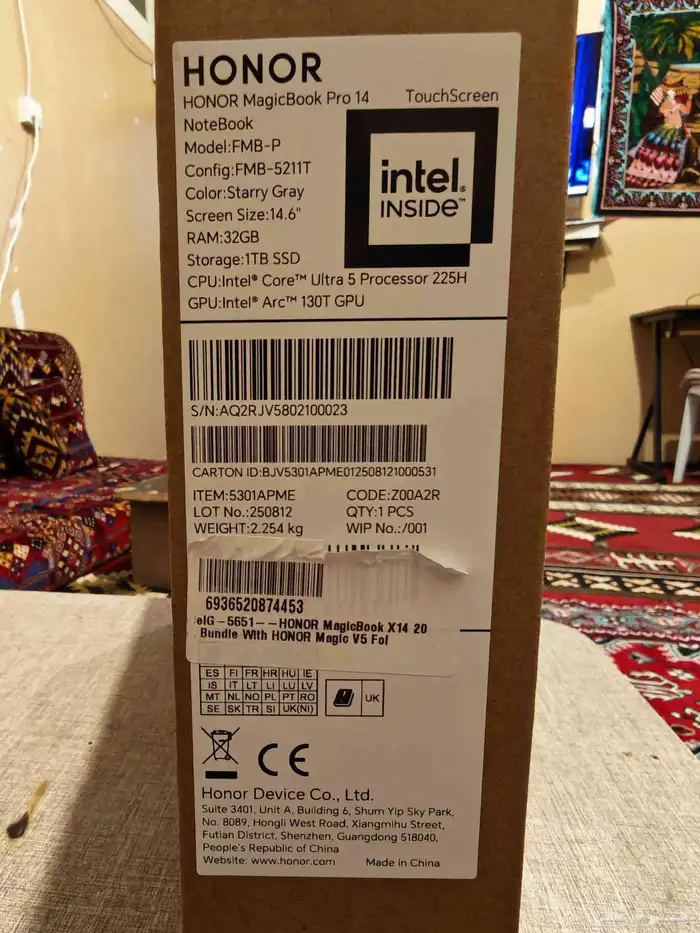 HONOR
HONOR MagicBook Pro 14 TouchScreen
NoteBook
Model:FMB-P
Config:FMB-5211T
Color:Starry Gray
Screen Size:14.6"
RAM:32GB
Storage:1TB SSD
CPU:Intel® Core™ Ultra 5 Processor 225H
GPU:Intel® Arc™ 130T GPU
intel®
INSIDE™
S/N:AQ2RJV5802100023
CARTON ID:BJV5301APME012508121000531
ITEM:5301APME CODE:Z00A2R
LOT No.:250812 QTY:1 PCS
WEIGHT:2.254 kg WIP No.:/001
6936520874453
elG-5651--HONOR MagicBook X14 20
Bundle With HONOR Magic V5 Fol
ES FI FR HR HU IE
IS IT LT LI LU LV
MT NL NO PL PT RO
SE SK TR SI UK(NI)
UK
CE
Honor Device Co., Ltd.
Suite 3401, Unit A, Building 6, Shum Yip Sky Park,
No. 8089, Hongli West Road, Xiangmihu Street,
Futian District, Shenzhen, Guangdong 518040,
People's Republic of China
Website: www.honor.com Made in China